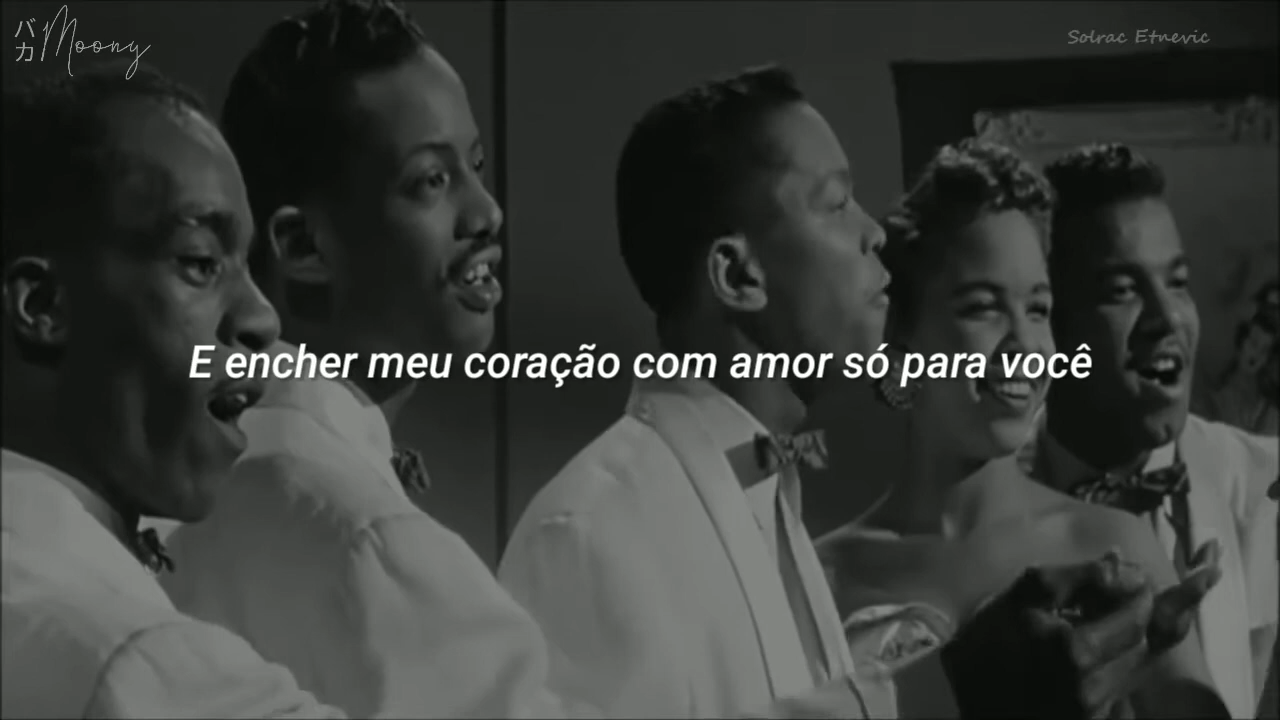 バカ Moony
Solrac Etnevic
E encher meu coração com amor só para você